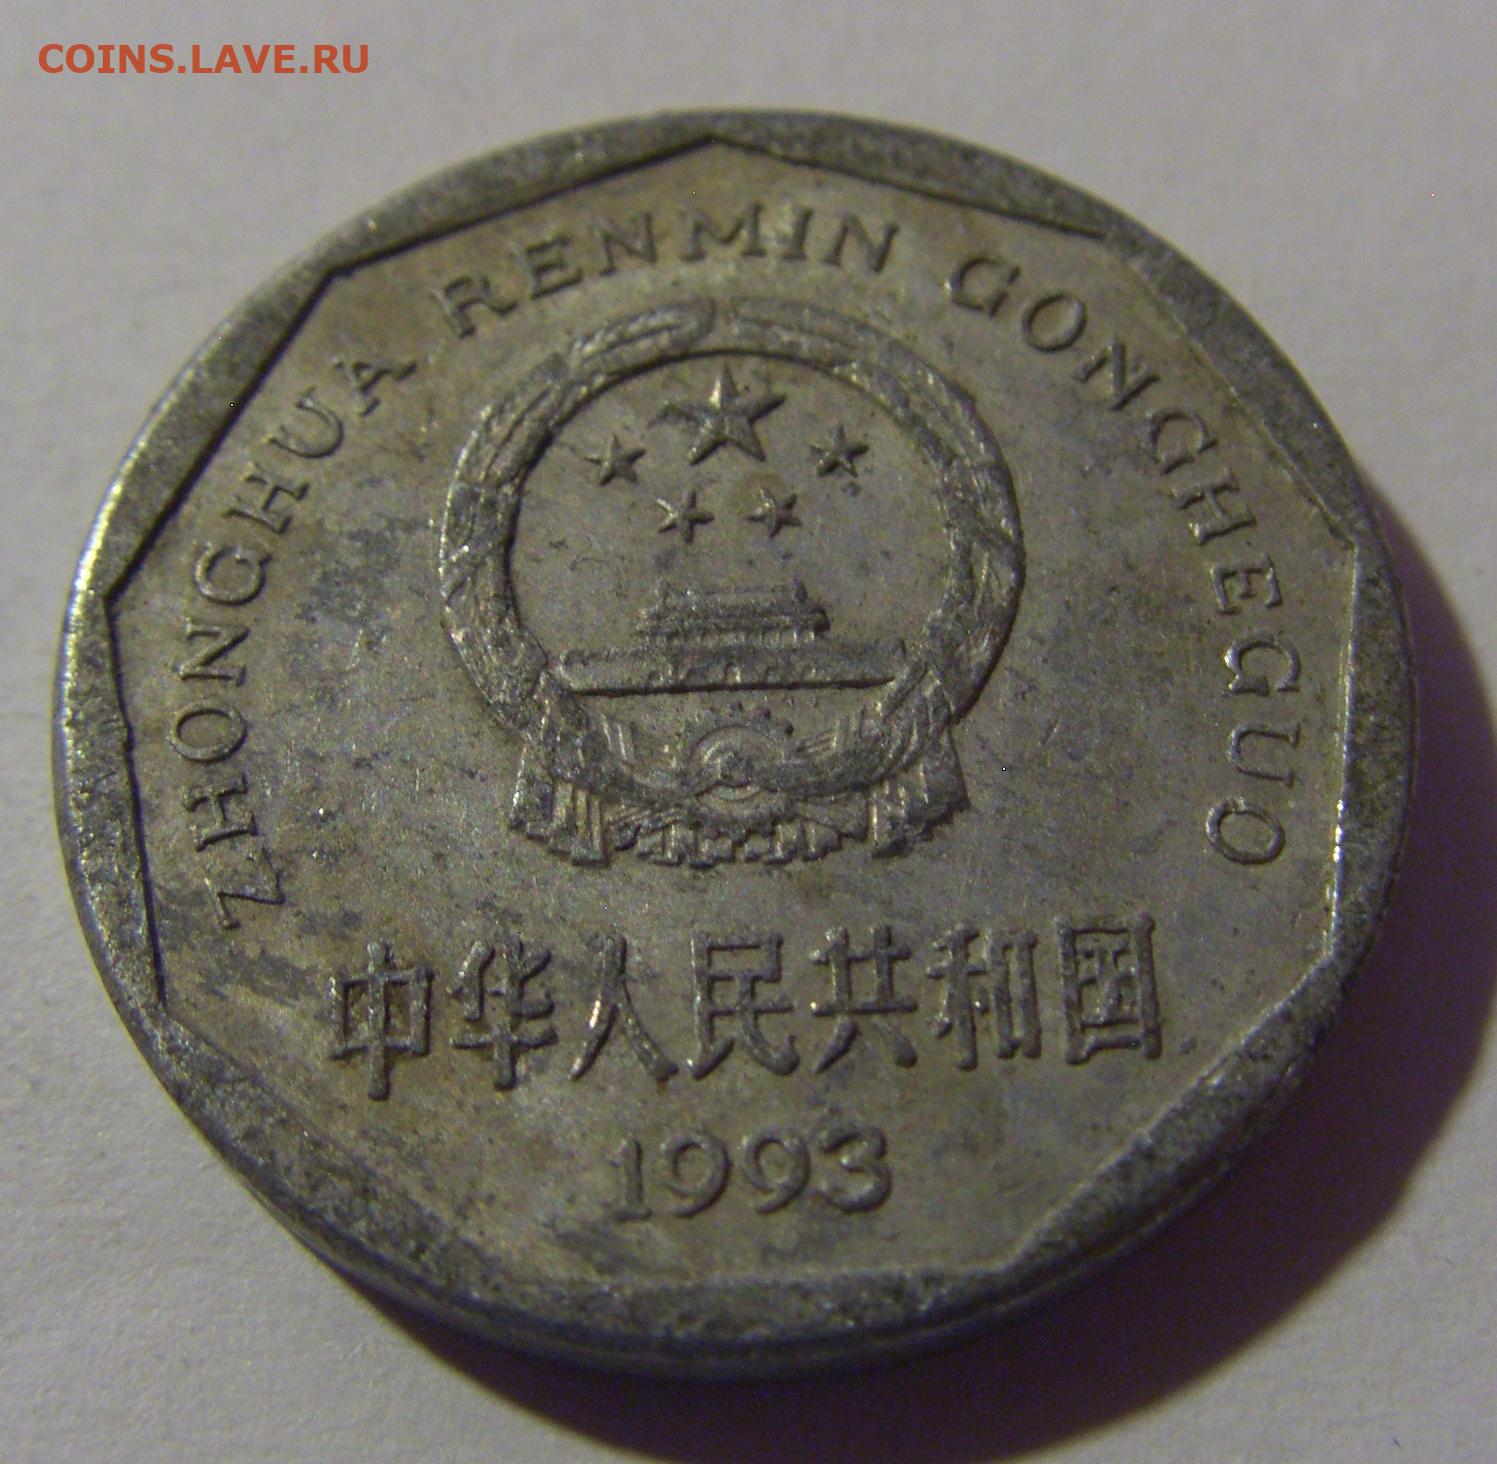 COINS.LAVE.RU
ZHONGHUA RENMIN GONGHEGUO
中华人民共和国
1993